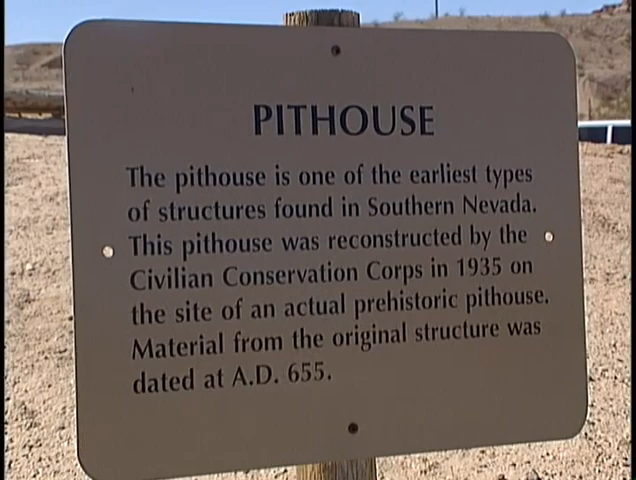 PITHOUSE
The pithouse is one of the earliest types
of structures found in Southern Nevada.
This pithouse was reconstructed by the
Civilian Conservation Corps in 1935 on
the site of an actual prehistoric pithouse.
Material from the original structure was
dated at A.D. 655.